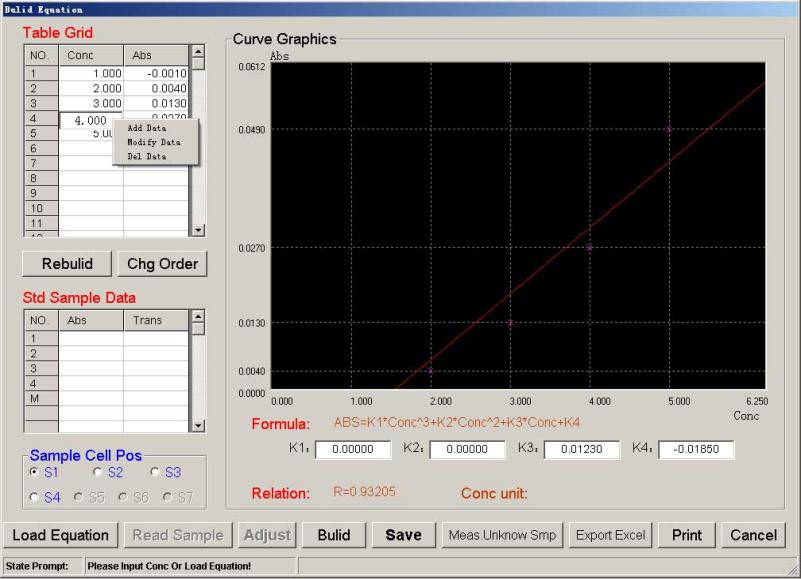 Bulid Equation
Table Grid
NO. Conc Abs
1 1.000 -0.0010
2 2.000 0.0040
3 3.000 0.0130
4 4.000
5
6
7
8
9
10
11
Add Data
Modify Data
Del Data
Rebulid Chg Order
Std Sample Data
NO. Abs Trans
1
2
3
4
M
Sample Cell Pos
S1 S2 S3
S4 S5 S6 S7
Curve Graphics
Abs
0.0612
0.0490
0.0270
0.0130
0.0040
0.0000
0.000 1.000 2.000 3.000 4.000 5.000 6.250
Conc
Formula: ABS=K1*Conc^3+K2*Conc^2+K3*Conc+K4
K1: 0.00000 K2: 0.00000 K3: 0.01230 K4: -0.01850
Relation: R=0.93205 Conc unit:
Load Equation Read Sample Adjust Bulid Save Meas.Unknow Smp Export Excel Print Cancel
State Prompt: Please Input Conc Or Load Equation!